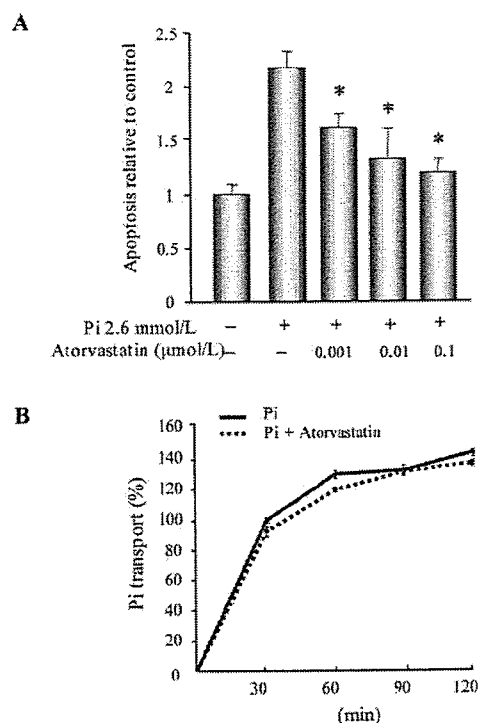 A
Apoptosis relative to control
2.5
2
1.5
1
0.5
0
*
*
*
Pi 2.6 mmol/L – + + + +
Atorvastatin (μmol/L) – – 0.001 0.01 0.1
B
Pi
Pi + Atorvastatin
Pi transport (%)
160
140
120
100
80
60
40
20
0
30 60 90 120
(min)